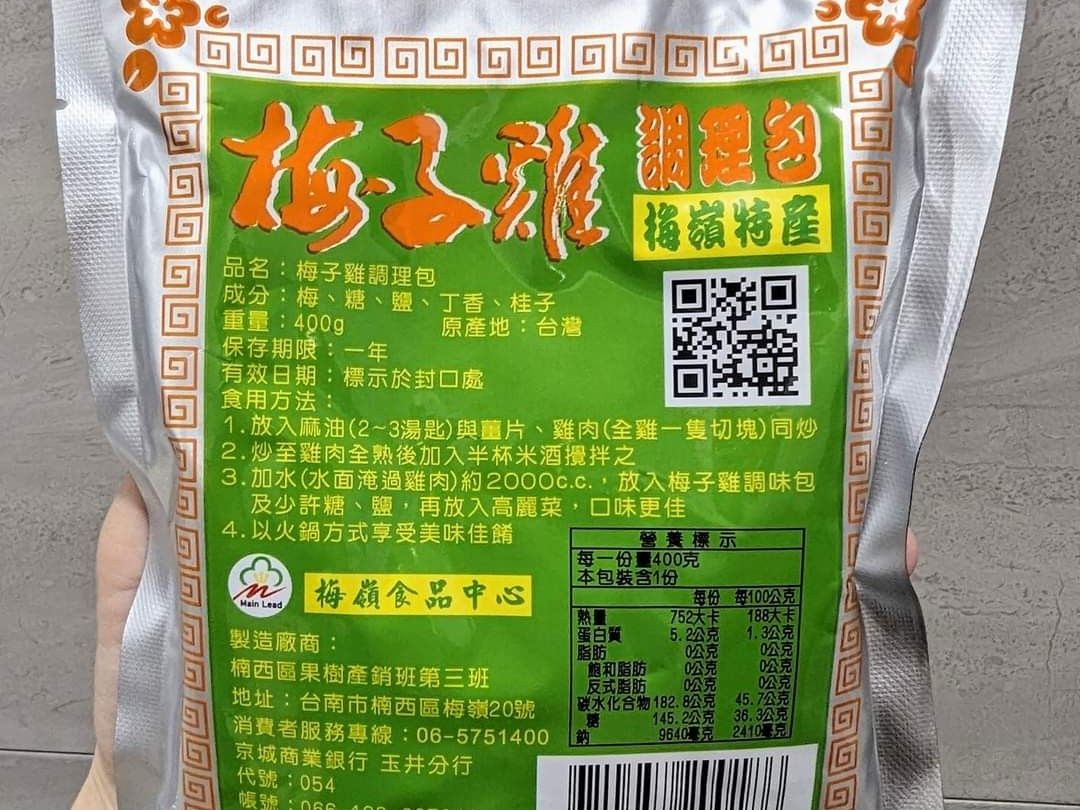 梅子雞 調理包
梅嶺特產
品名：梅子雞調理包
成分：梅、糖、鹽、丁香、桂子
重量：400g 原產地：台灣
保存期限：一年
有效日期：標示於封口處
食用方法：
1.放入麻油(2~3湯匙)與薑片、雞肉(全雞一隻切塊)同炒
2.炒至雞肉全熟後加入半杯米酒攪拌之
3.加水(水面淹過雞肉)約2000c.c.，放入梅子雞調味包
及少許糖、鹽，再放入高麗菜，口味更佳
4.以火鍋方式享受美味佳餚
營養標示
每一份量400克
本包裝含1份
每份 每100公克
熱量 752大卡 188大卡
蛋白質 5.2公克 1.3公克
脂肪 0公克 0公克
飽和脂肪 0公克 0公克
反式脂肪 0公克 0公克
碳水化合物 182.8公克 45.7公克
糖 145.2公克 36.3公克
鈉 9640毫克 2410毫克
Main Lead
梅嶺食品中心
製造廠商：
楠西區果樹產銷班第三班
地址：台南市楠西區梅嶺20號
消費者服務專線：06-5751400
京城商業銀行 玉井分行
代號：054
帳號：066